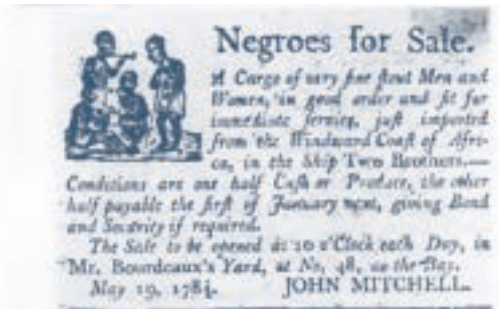 Negroes for Sale.
A Cargo of very fine stout Men and
Women, in good order and fit for
immediate service, just imported
from the Windward Coast of Afri-
ca, in the Ship Two Brothers.—
Conditions are one half Cash or Produce, the other
half payable the first of January next, giving Bond
and Security if required.
The Sale to be opened at 10 o'Clock each Day, in
Mr. Bourdeaux's Yard, at No. 48, on the Bay.
May 19, 1784. JOHN MITCHELL.